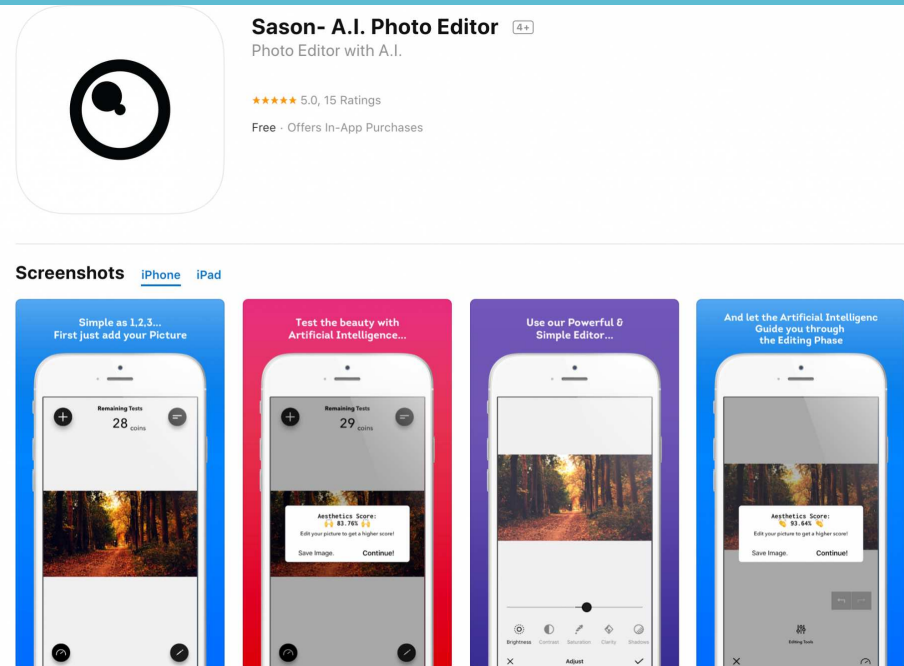 Sason- A.I. Photo Editor 4+
Photo Editor with A.I.
★★★★★ 5.0, 15 Ratings
Free · Offers In-App Purchases
Screenshots iPhone iPad
Simple as 1,2,3...
First just add your Picture
Remaining Tests
28 coins
Test the beauty with
Artificial Intelligence...
Remaining Tests
29 coins
Aesthetics Score:
🙌 83.76% 🙌
Edit your picture to get a higher score!
Save Image. Continue!
Use our Powerful &
Simple Editor...
Brightness Contrast Saturation Clarity Shadows
Adjust
And let the Artificial Intelligenc
Guide you through
the Editing Phase
Aesthetics Score:
👏 93.64% 👏
Edit your picture to get a higher score!
Save Image. Continue!
Editing Tools